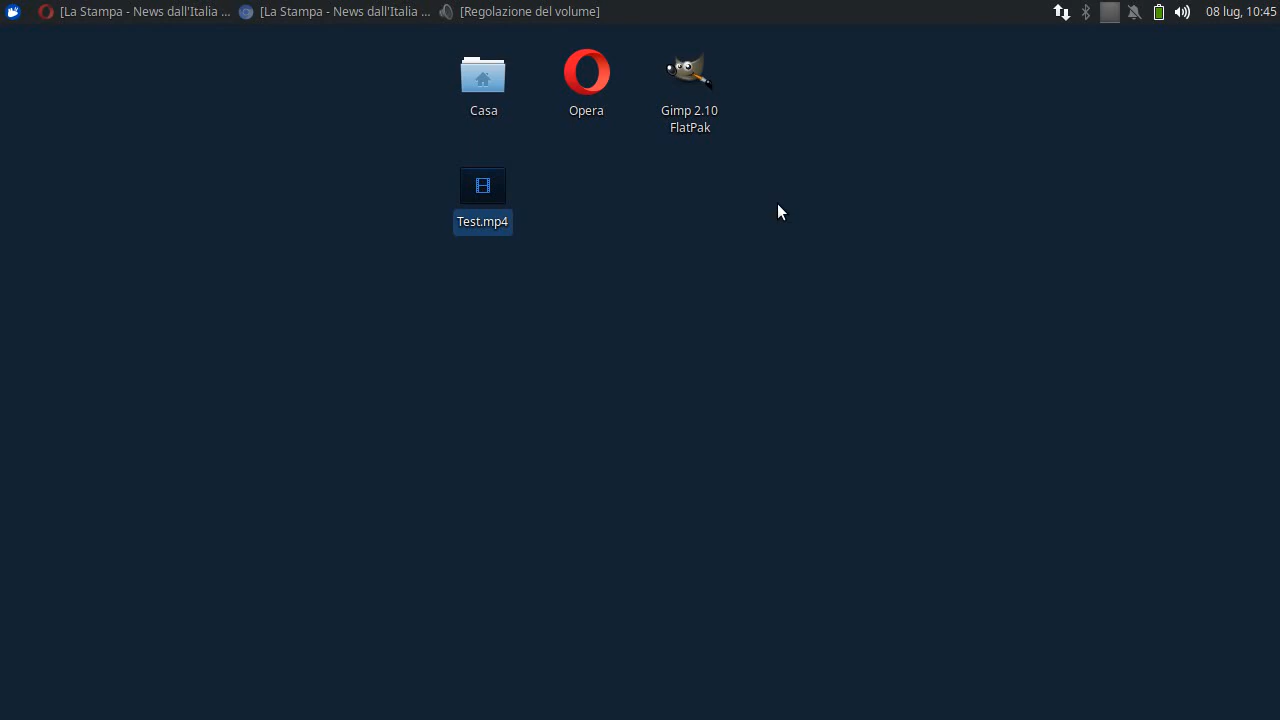 [La Stampa - News dall'Italia ... [La Stampa - News dall'Italia ... [Regolazione del volume] 08 lug, 10:45
Casa Opera Gimp 2.10
FlatPak
Test.mp4